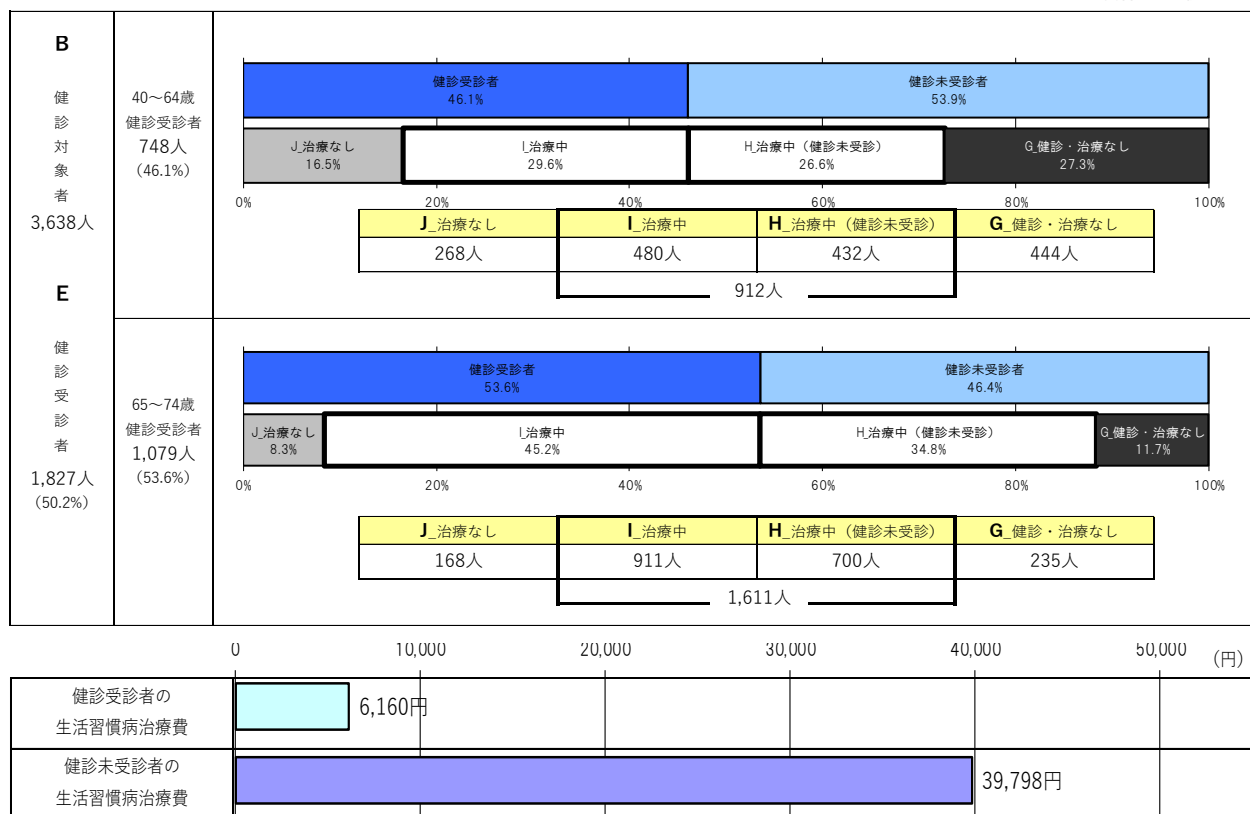 B
健
診
対
象
者
3,638人
E
健
診
受
診
者
1,827人
(50.2%)
40～64歳
健診受診者
748人
(46.1%)
健診受診者
46.1%
健診未受診者
53.9%
J_治療なし
16.5%
I_治療中
29.6%
H_治療中（健診未受診）
26.6%
G_健診・治療なし
27.3%
0% 20% 40% 60% 80% 100%
J_治療なし I_治療中 H_治療中（健診未受診） G_健診・治療なし
268人 480人 432人 444人
912人
65～74歳
健診受診者
1,079人
(53.6%)
健診受診者
53.6%
健診未受診者
46.4%
J_治療なし
8.3%
I_治療中
45.2%
H_治療中（健診未受診）
34.8%
G_健診・治療なし
11.7%
0% 20% 40% 60% 80% 100%
J_治療なし I_治療中 H_治療中（健診未受診） G_健診・治療なし
168人 911人 700人 235人
1,611人
0 10,000 20,000 30,000 40,000 50,000 (円)
健診受診者の
生活習慣病治療費
6,160円
健診未受診者の
生活習慣病治療費
39,798円